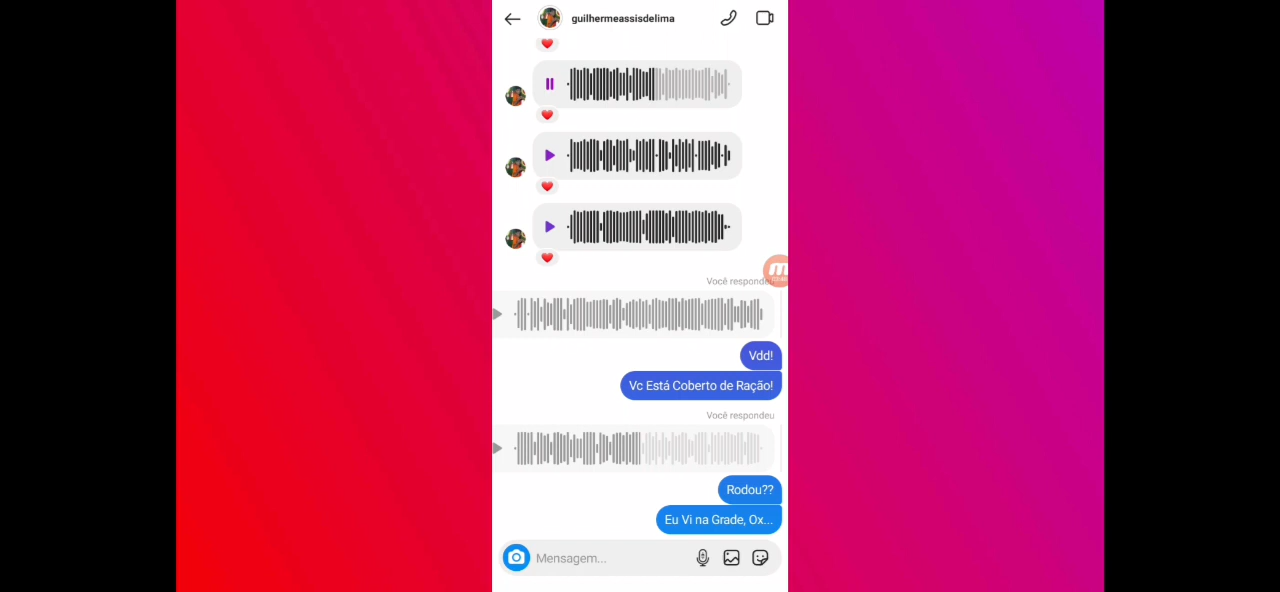 guilhermeassisdelima
Você respondeu
Vdd!
Vc Está Coberto de Ração!
Você respondeu
Rodou??
Eu Vi na Grade, Ox...
Mensagem...